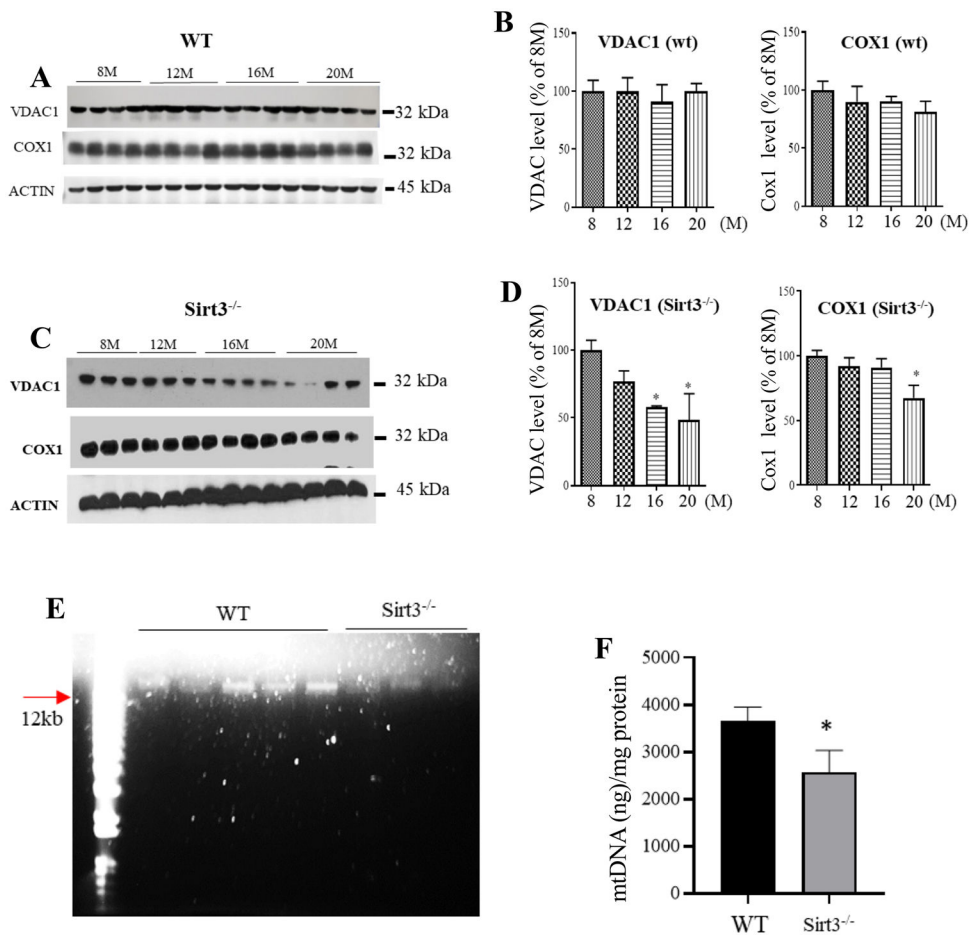 WT
A
8M 12M 16M 20M
VDAC1
32 kDa
COX1
32 kDa
ACTIN
45 kDa
B
VDAC1 (wt)
VDAC level (% of 8M)
150
100
50
0
8 12 16 20 (M)
COX1 (wt)
Cox1 level (% of 8M)
150
100
50
0
8 12 16 20 (M)
Sirt3-/-
C
8M 12M 16M 20M
VDAC1
32 kDa
COX1
32 kDa
ACTIN
45 kDa
D
VDAC1 (Sirt3-/-)
VDAC level (% of 8M)
150
100
50
0
* *
8 12 16 20 (M)
COX1 (Sirt3-/-)
Cox1 level (% of 8M)
150
100
50
0
*
8 12 16 20 (M)
E
WT Sirt3-/-
12kb
F
mtDNA (ng)/mg protein
5000
4000
3000
2000
1000
0
*
WT Sirt3-/-